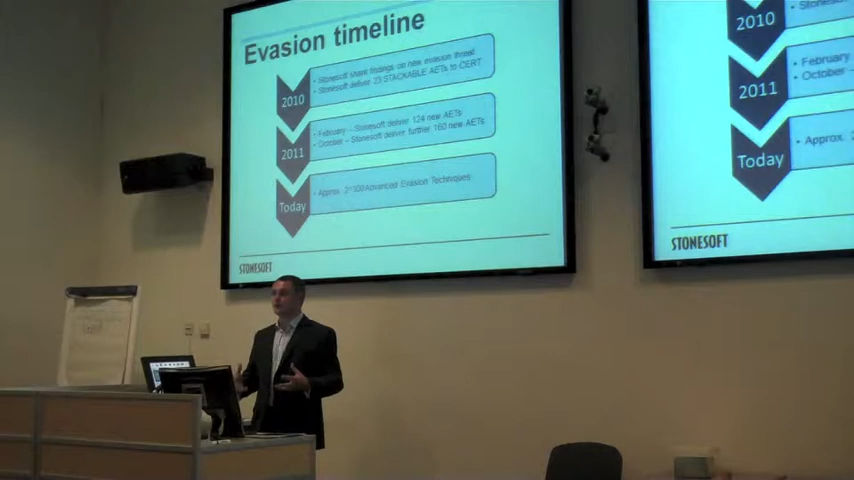 Evasion timeline
2010
• Stonesoft share findings on new evasion threat
• Stonesoft deliver 23 STACKABLE AETs to CERT
2011
• February – Stonesoft deliver 124 new AETs
• October – Stonesoft deliver further 160 new AETs
Today
• Approx. 2^300 Advanced Evasion Techniques
STONESOFT
2010
• Stonesoft
2011
• February
• October –
Today
• Approx.
STONESOFT